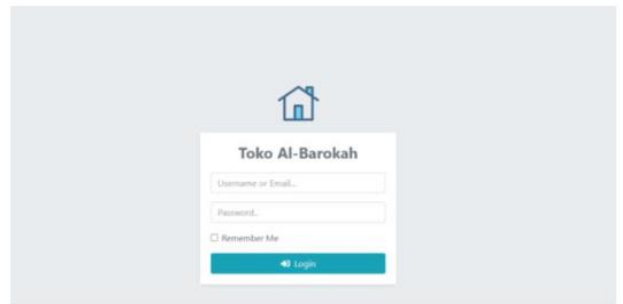 Toko Al-Barokah
Username or Email...
Password..
Remember Me
Login